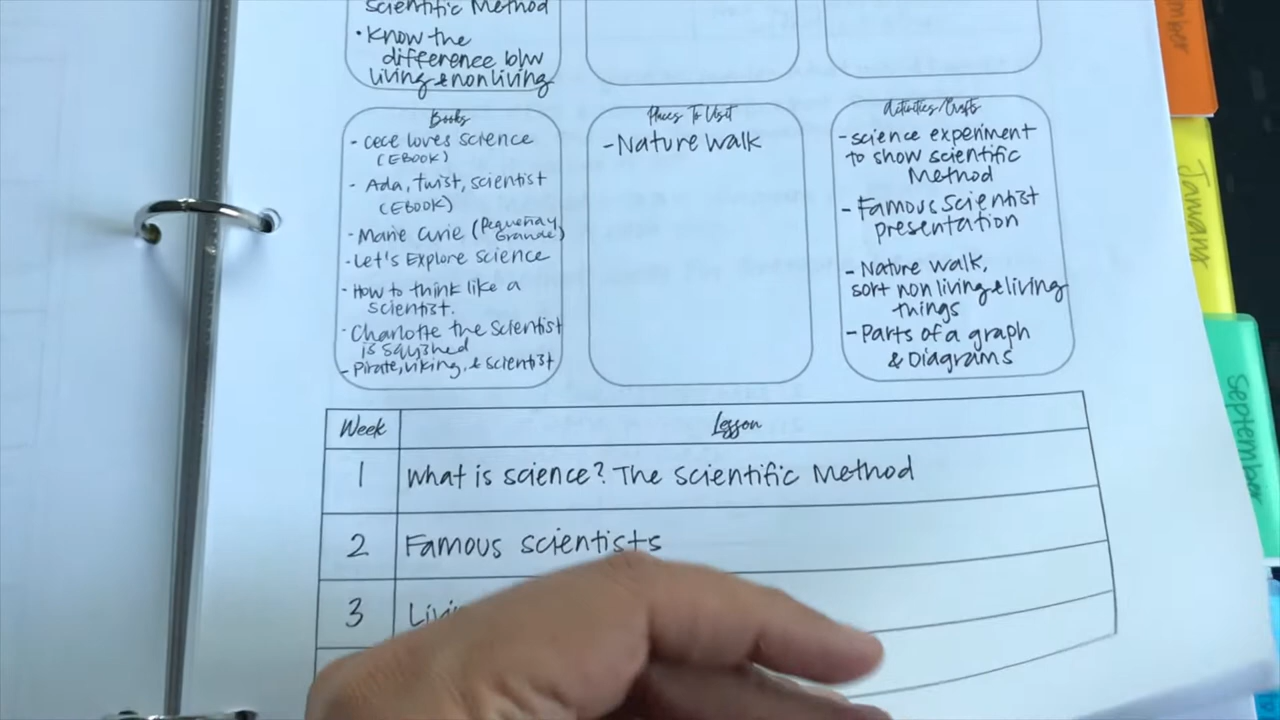 Scientific Method
• Know the
difference b/w
living & non living
Books
- Cece loves science
(EBOOK)
- Ada, Twist, scientist
(EBOOK)
- Marie Curie (Pequeña y
Grande)
- Let's Explore science
- How to think like a
scientist.
- Charlotte the Scientist
is squished
- Pirate, viking, & scientist
Places To Visit
- Nature walk
Activities/Crafts
- science experiment
to show scientific
Method
- Famous Scientist
presentation
- Nature walk,
sort non living & living
things
- Parts of a graph
& Diagrams
Week
Lesson
1
What is science? The Scientific Method
2
Famous scientists
3
January
September